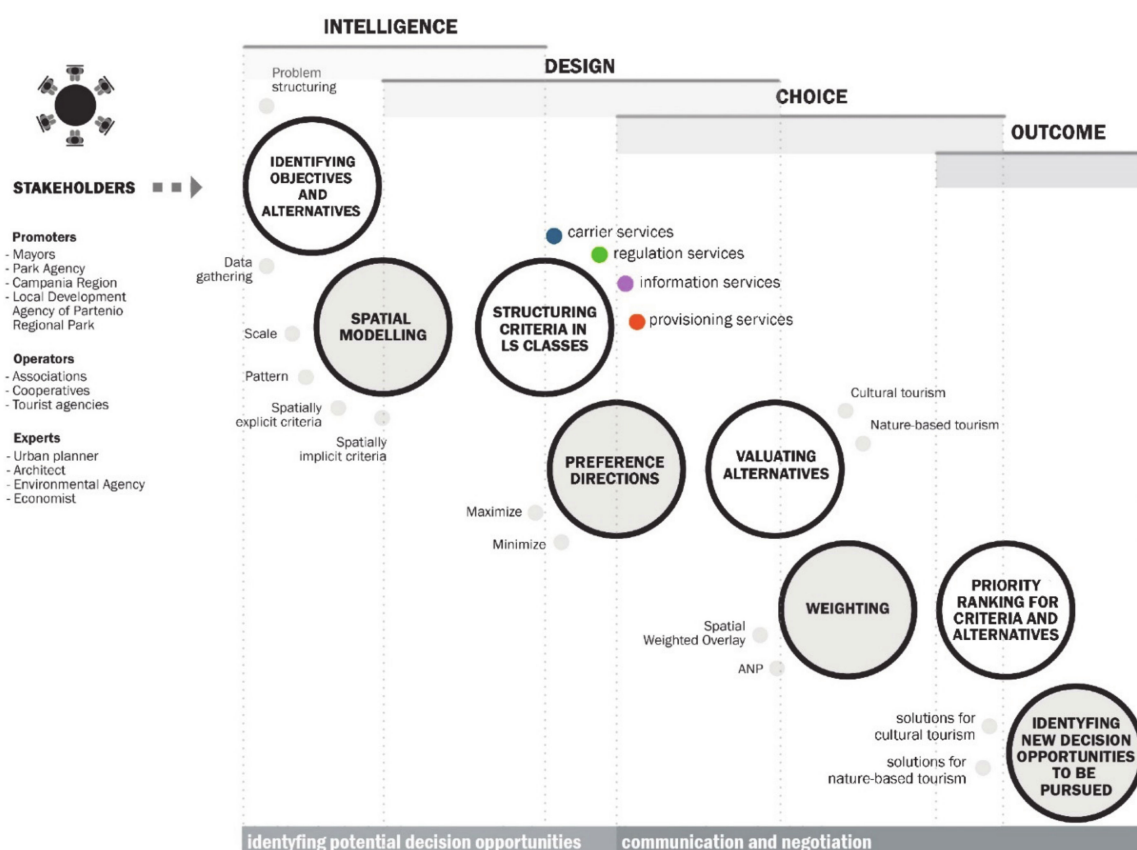 INTELLIGENCE
DESIGN
CHOICE
OUTCOME
STAKEHOLDERS
Promoters
- Mayors
- Park Agency
- Campania Region
- Local Development
Agency of Partenio
Regional Park
Operators
- Associations
- Cooperatives
- Tourist agencies
Experts
- Urban planner
- Architect
- Environmental Agency
- Economist
Problem
structuring
IDENTIFYING
OBJECTIVES
AND
ALTERNATIVES
Data
gathering
SPATIAL
MODELLING
Scale
Pattern
Spatially
explicit criteria
Spatially
implicit criteria
STRUCTURING
CRITERIA IN
LS CLASSES
carrier services
regulation services
information services
provisioning services
PREFERENCE
DIRECTIONS
Maximize
Minimize
VALUATING
ALTERNATIVES
Cultural tourism
Nature-based tourism
WEIGHTING
Spatial
Weighted Overlay
ANP
PRIORITY
RANKING FOR
CRITERIA AND
ALTERNATIVES
IDENTYFING
NEW DECISION
OPPORTUNITIES
TO BE
PURSUED
solutions for
cultural tourism
solutions for
nature-based tourism
identyfing potential decision opportunities
communication and negotiation